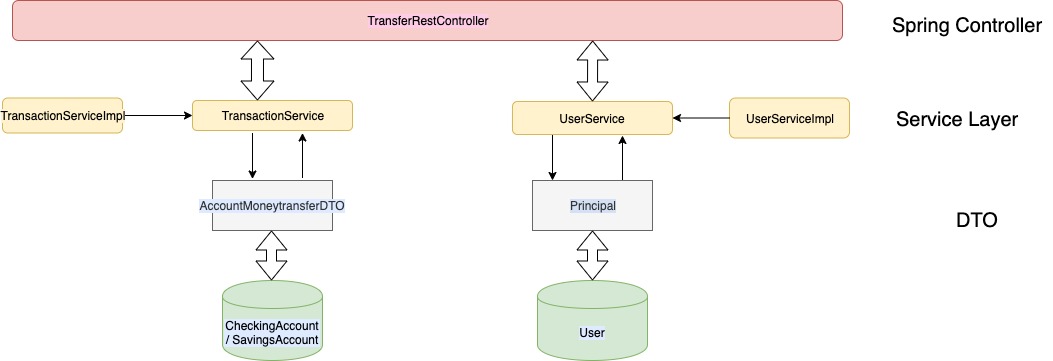 TransferRestController
Spring Controller
TransactionServiceImpl
TransactionService
UserService
UserServiceImpl
Service Layer
AccountMoneytransferDTO
Principal
DTO
CheckingAccount
/ SavingsAccount
User